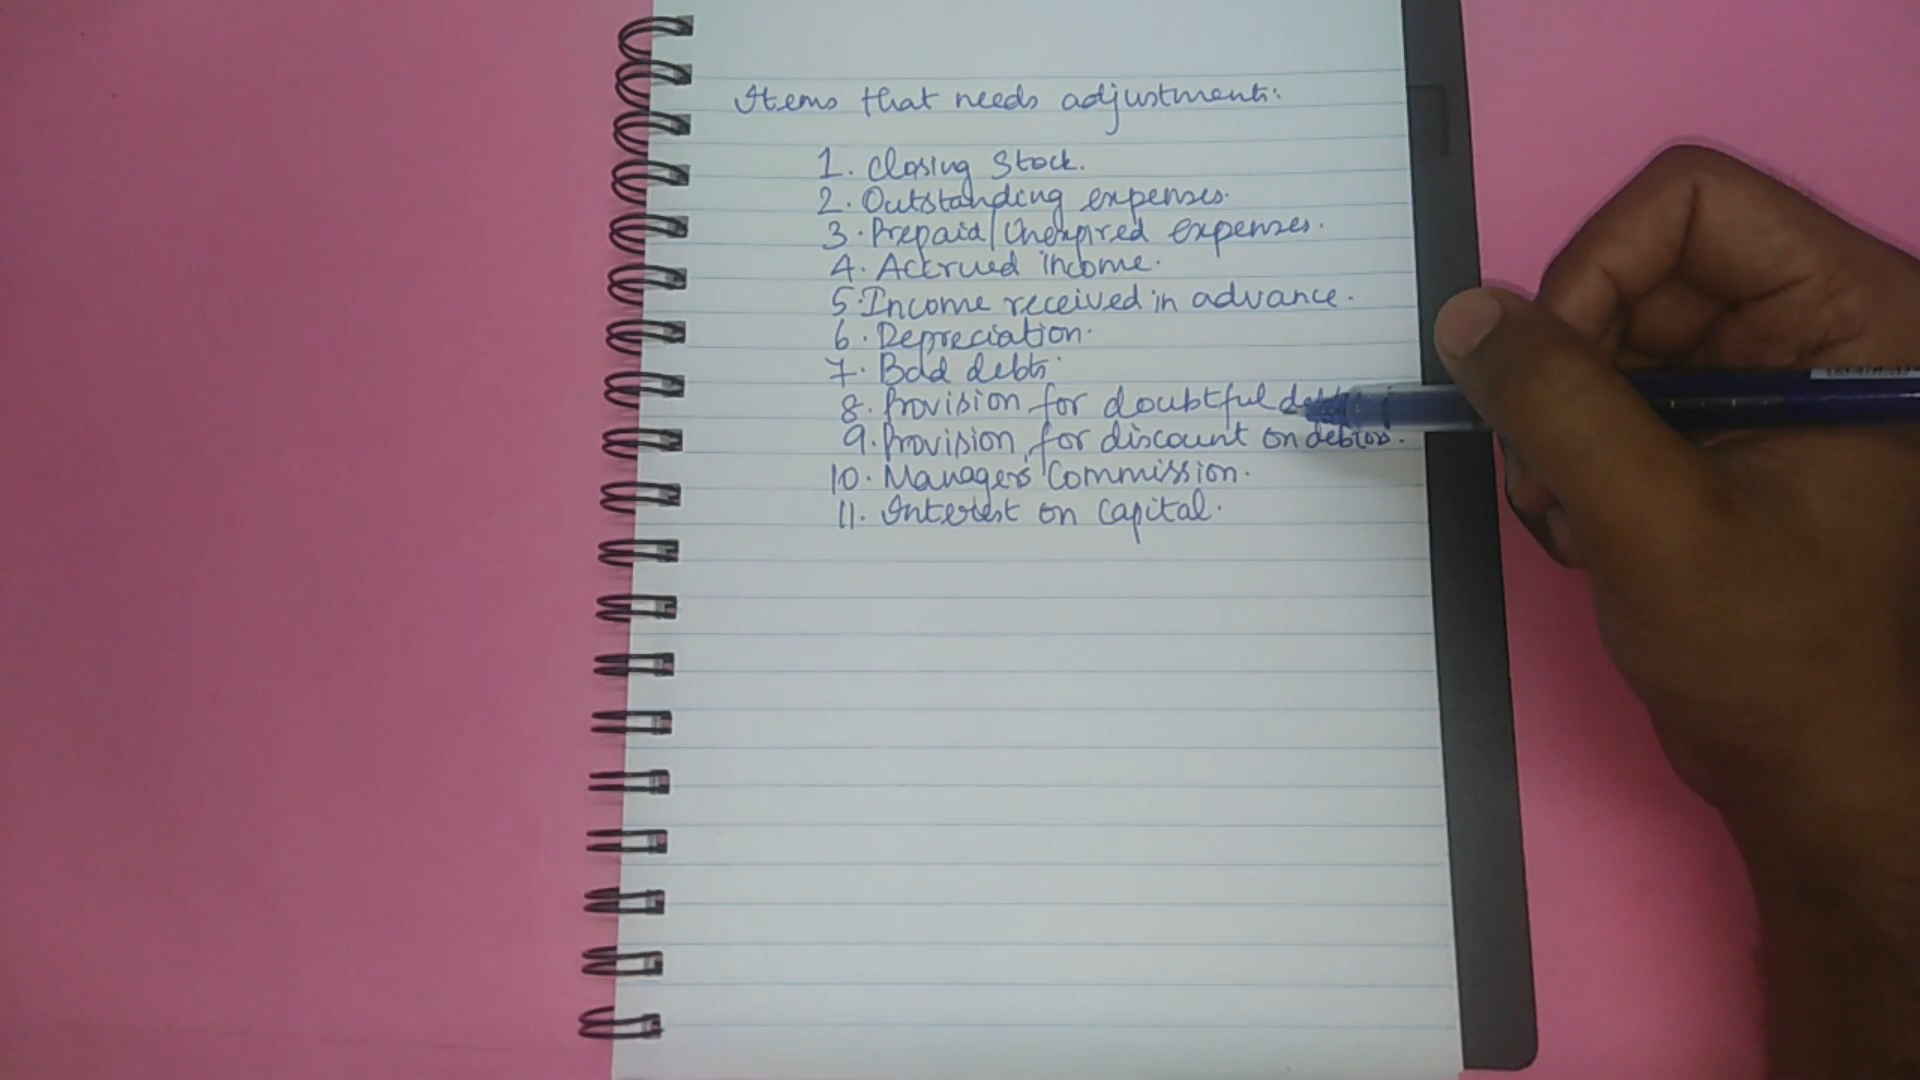 Items that needs adjustments:
1. Closing Stock.
2. Outstanding expenses.
3. Prepaid/Unexpired expenses.
4. Accrued income.
5. Income received in advance.
6. Depreciation.
7. Bad debts.
8. Provision for doubtful
9. Provision for discount on debtors.
10. Managers Commission.
11. Interest on Capital.